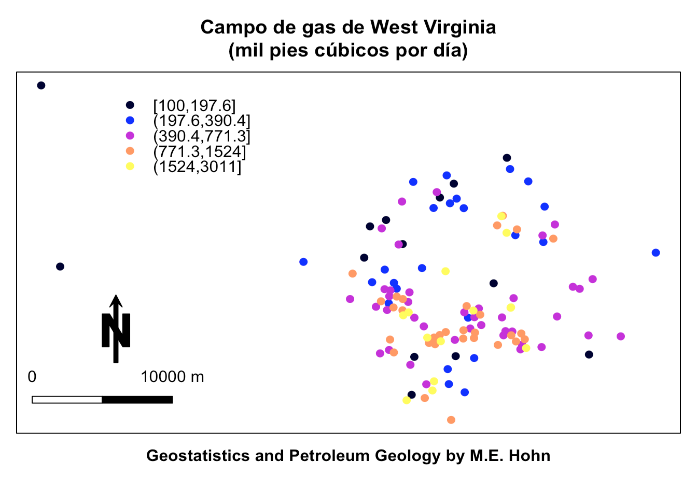 Campo de gas de West Virginia
(mil pies cúbicos por día)
[100,197.6]
(197.6,390.4]
(390.4,771.3]
(771.3,1524]
(1524,3011]
N
0 10000 m
Geostatistics and Petroleum Geology by M.E. Hohn